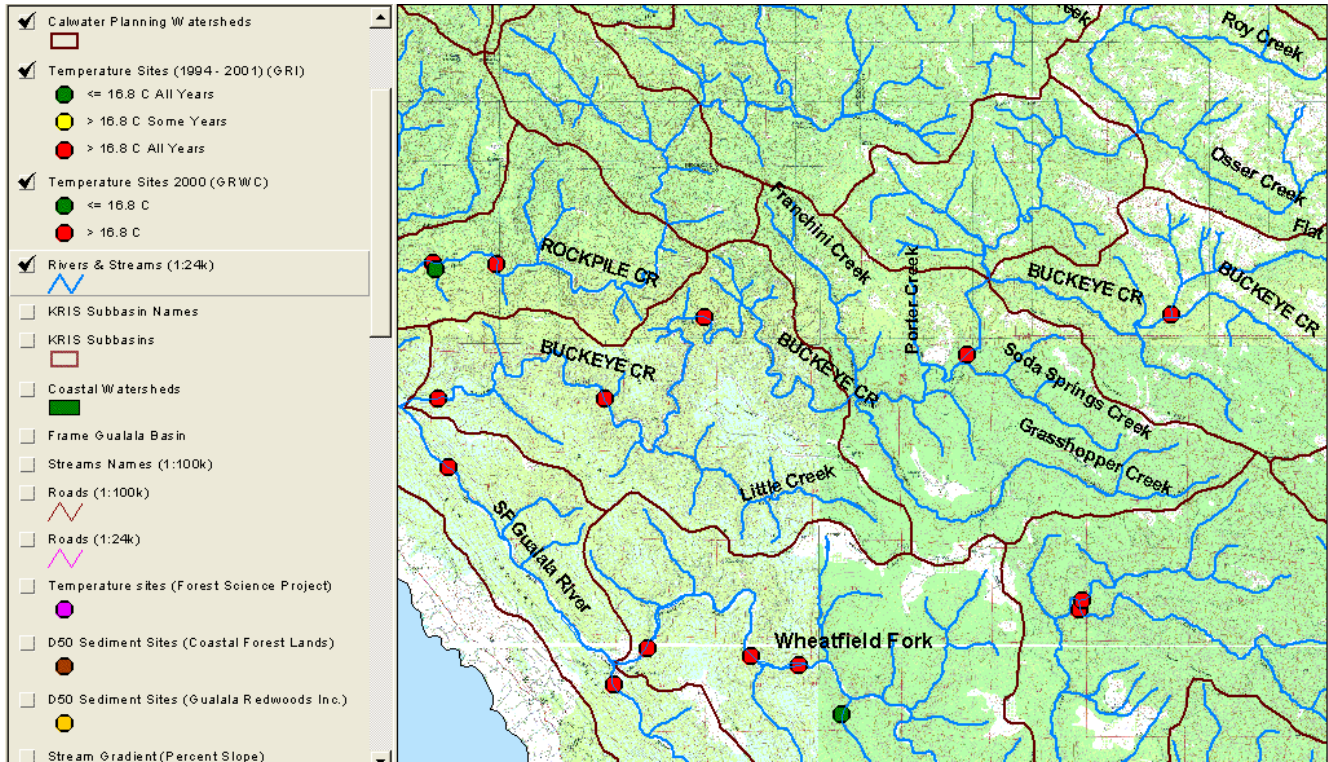 Calwater Planning Watersheds
Temperature Sites (1994 - 2001) (GRI)
<= 16.8 C All Years
> 16.8 C Some Years
> 16.8 C All Years
Temperature Sites 2000 (GRWC)
<= 16.8 C
> 16.8 C
Rivers & Streams (1:24k)
KRIS Subbasin Names
KRIS Subbasins
Coastal Watersheds
Frame Gualala Basin
Streams Names (1:100k)
Roads (1:100k)
Roads (1:24k)
Temperature sites (Forest Science Project)
D50 Sediment Sites (Coastal Forest Lands)
D50 Sediment Sites (Gualala Redwoods Inc.)
Stream Gradient (Percent Slope)
Creek
Roy Creek
Osser Creek
Flat
Franchini Creek
ROCKPILE CR
Porter Creek
BUCKEYE CR
BUCKEYE CR
BUCKEYE CR
BUCKEYE CR
Soda Springs Creek
Grasshopper Creek
Little Creek
SF Gualala River
Wheatfield Fork